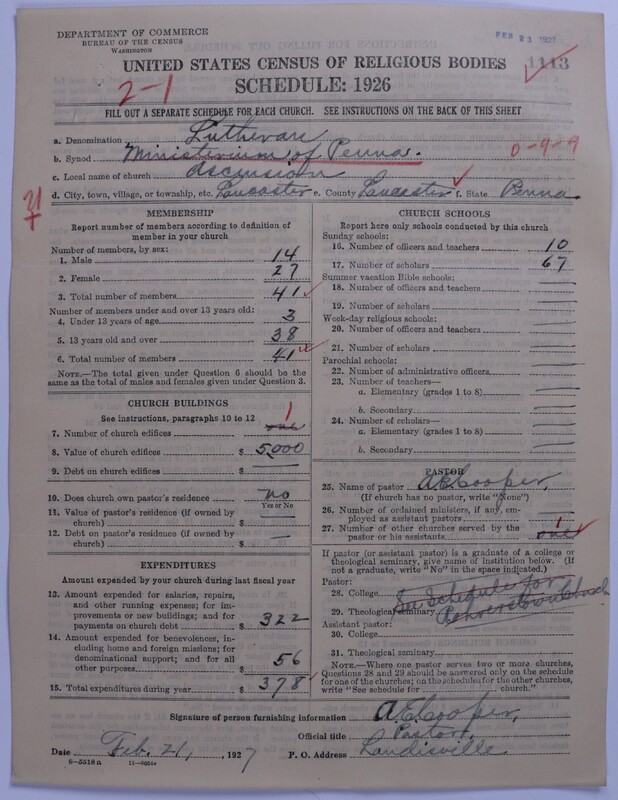 DEPARTMENT OF COMMERCE
BUREAU OF THE CENSUS
WASHINGTON
FEB 23 1927
UNITED STATES CENSUS OF RELIGIOUS BODIES
1113
SCHEDULE: 1926
2-1
FILL OUT A SEPARATE SCHEDULE FOR EACH CHURCH. SEE INSTRUCTIONS ON THE BACK OF THIS SHEET
a. Denomination Lutheran
b. Synod Ministerium of Penna. 0-9-9
c. Local name of church Ascension
d. City, town, village, or township, etc. Lancaster e. County Lancaster f. State Penna.
MEMBERSHIP
Report number of members according to definition of
member in your church
Number of members, by sex:
1. Male 14
2. Female 27
3. Total number of members 41
Number of members under and over 13 years old:
4. Under 13 years of age 3
5. 13 years old and over 38
6. Total number of members 41
NOTE.—The total given under Question 6 should be
same as the total of males and females given under Question 3.
CHURCH BUILDINGS
See instructions, paragraphs 10 to 12
7. Number of church edifices one 1
8. Value of church edifices $ 5,000
9. Debt on church edifices $
10. Does church own pastor's residence no
Yes or No
11. Value of pastor's residence (if owned by
church) $
12. Debt on pastor's residence (if owned by
church) $
EXPENDITURES
Amount expended by your church during last fiscal year
13. Amount expended for salaries, repairs,
and other running expenses; for im-
provements or new buildings; and for
payments on church debt $ 322
14. Amount expended for benevolences, in-
cluding home and foreign missions; for
denominational support; and for all
other purposes $ 56
15. Total expenditures during year $ 378
CHURCH SCHOOLS
Report here only schools conducted by this church
Sunday schools:
16. Number of officers and teachers 10
17. Number of scholars 67
Summer vacation Bible schools:
18. Number of officers and teachers
19. Number of scholars
Week-day religious schools:
20. Number of officers and teachers
21. Number of scholars
Parochial schools:
22. Number of administrative officers
23. Number of teachers—
a. Elementary (grades 1 to 8)
b. Secondary
24. Number of scholars—
a. Elementary (grades 1 to 8)
b. Secondary
PASTOR
25. Name of pastor A E Cooper,
(If church has no pastor, write "None")
26. Number of ordained ministers, if any, em-
ployed as assistant pastors
27. Number of other churches served by the
pastor or his assistants one 1
If pastor (or assistant pastor) is a graduate of a college or
theological seminary, give name of institution below. (If
not a graduate, write "No" in the space indicated.)
Pastor:
28. College See Schedule for
29. Theological seminary
Assistant pastor:
30. College
31. Theological seminary
NOTE.—Where one pastor serves two or more churches,
Questions 28 and 29 should be answered only on the schedule
for one of the churches; on the schedule for the other churches,
write "See schedule for church."
Signature of person furnishing information A E Cooper,
Official title Pastor,
Date Feb. 21, 1927 P. O. Address Landisville